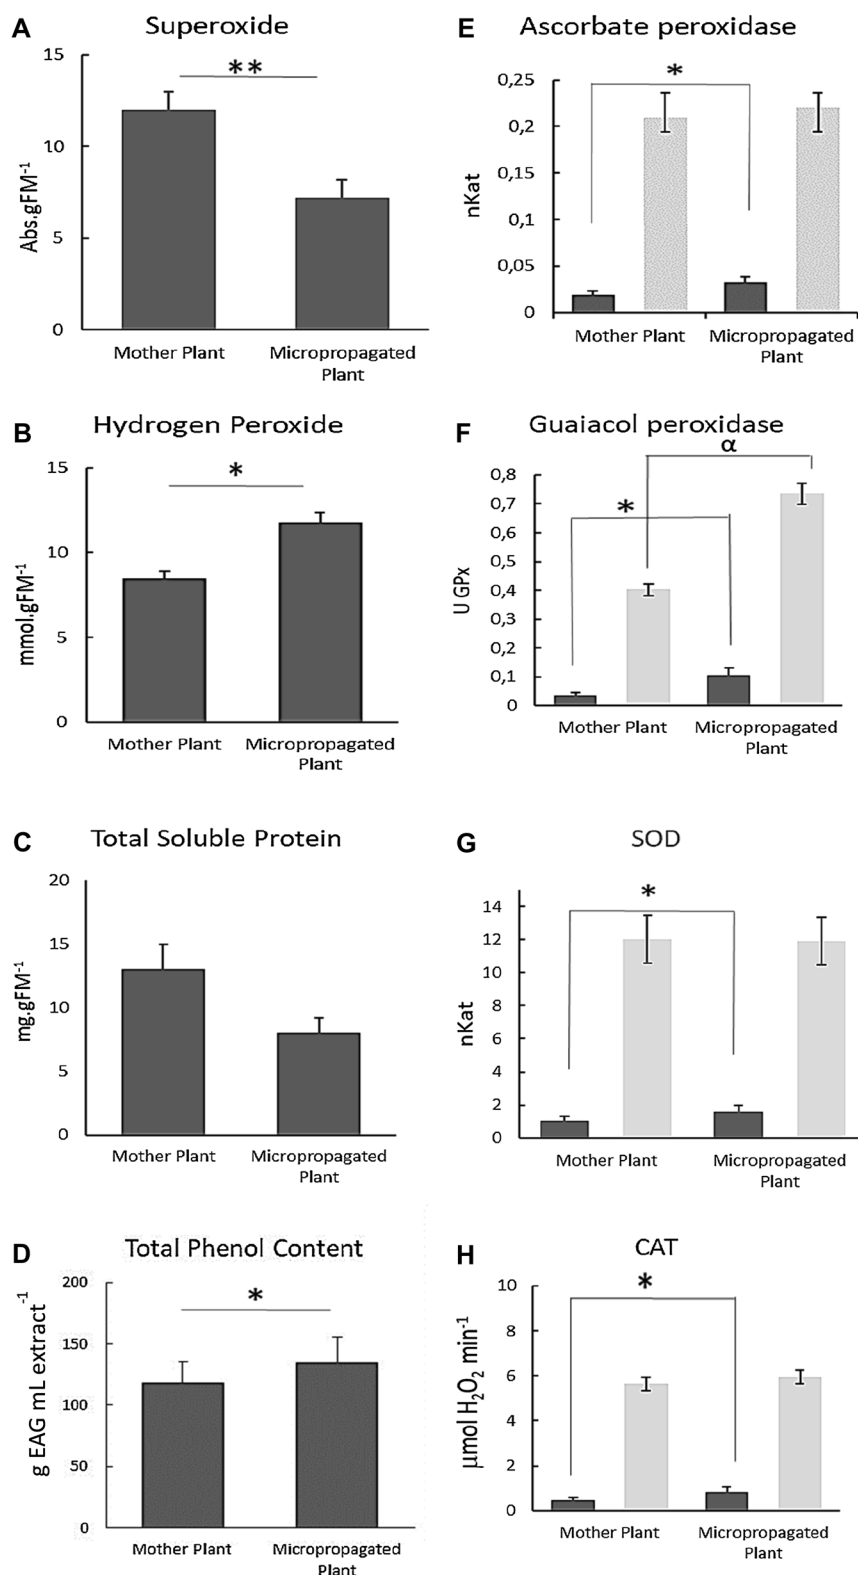 A
Superoxide
15
10
5
0
Abs.gFM⁻¹
**
Mother Plant
Micropropagated
Plant
B
Hydrogen Peroxide
15
10
5
0
mmol.gFM⁻¹
*
Mother Plant
Micropropagated
Plant
C
Total Soluble Protein
20
15
10
5
0
mg.gFM⁻¹
Mother Plant
Micropropagated
Plant
D
Total Phenol Content
200
150
100
50
0
g EAG mL extract⁻¹
*
Mother Plant
Micropropagated
Plant
E
Ascorbate peroxidase
0,25
0,2
0,15
0,1
0,05
0
nKat
*
Mother Plant
Micropropagated
Plant
F
Guaiacol peroxidase
α
0,8
0,7
0,6
0,5
0,4
0,3
0,2
0,1
0
U GPx
*
Mother Plant
Micropropagated
Plant
G
SOD
14
12
10
8
6
4
2
0
nKat
*
Mother Plant
Micropropagated
Plant
H
CAT
10
8
6
4
2
0
μmol H₂O₂ min⁻¹
*
Mother Plant
Micropropagated
Plant